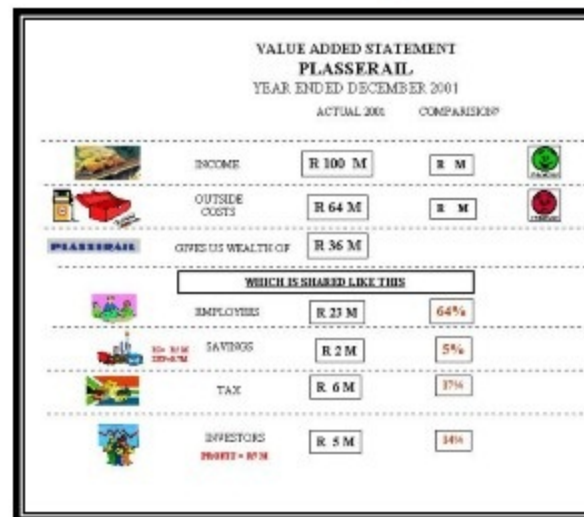 VALUE ADDED STATEMENT
PLASSERAIL
YEAR ENDED DECEMBER 2001
ACTUAL 2001 COMPARISION?
INCOME R 100 M R M
OUTSIDE COSTS R 64 M R M
PLASSERAIL GIVES US WEALTH OF R 36 M
WHICH IS SHARED LIKE THIS
EMPLOYEES R 23 M 64%
SAVINGS R 2 M 5%
TAX R 6 M 17%
INVESTORS R 5 M 14%